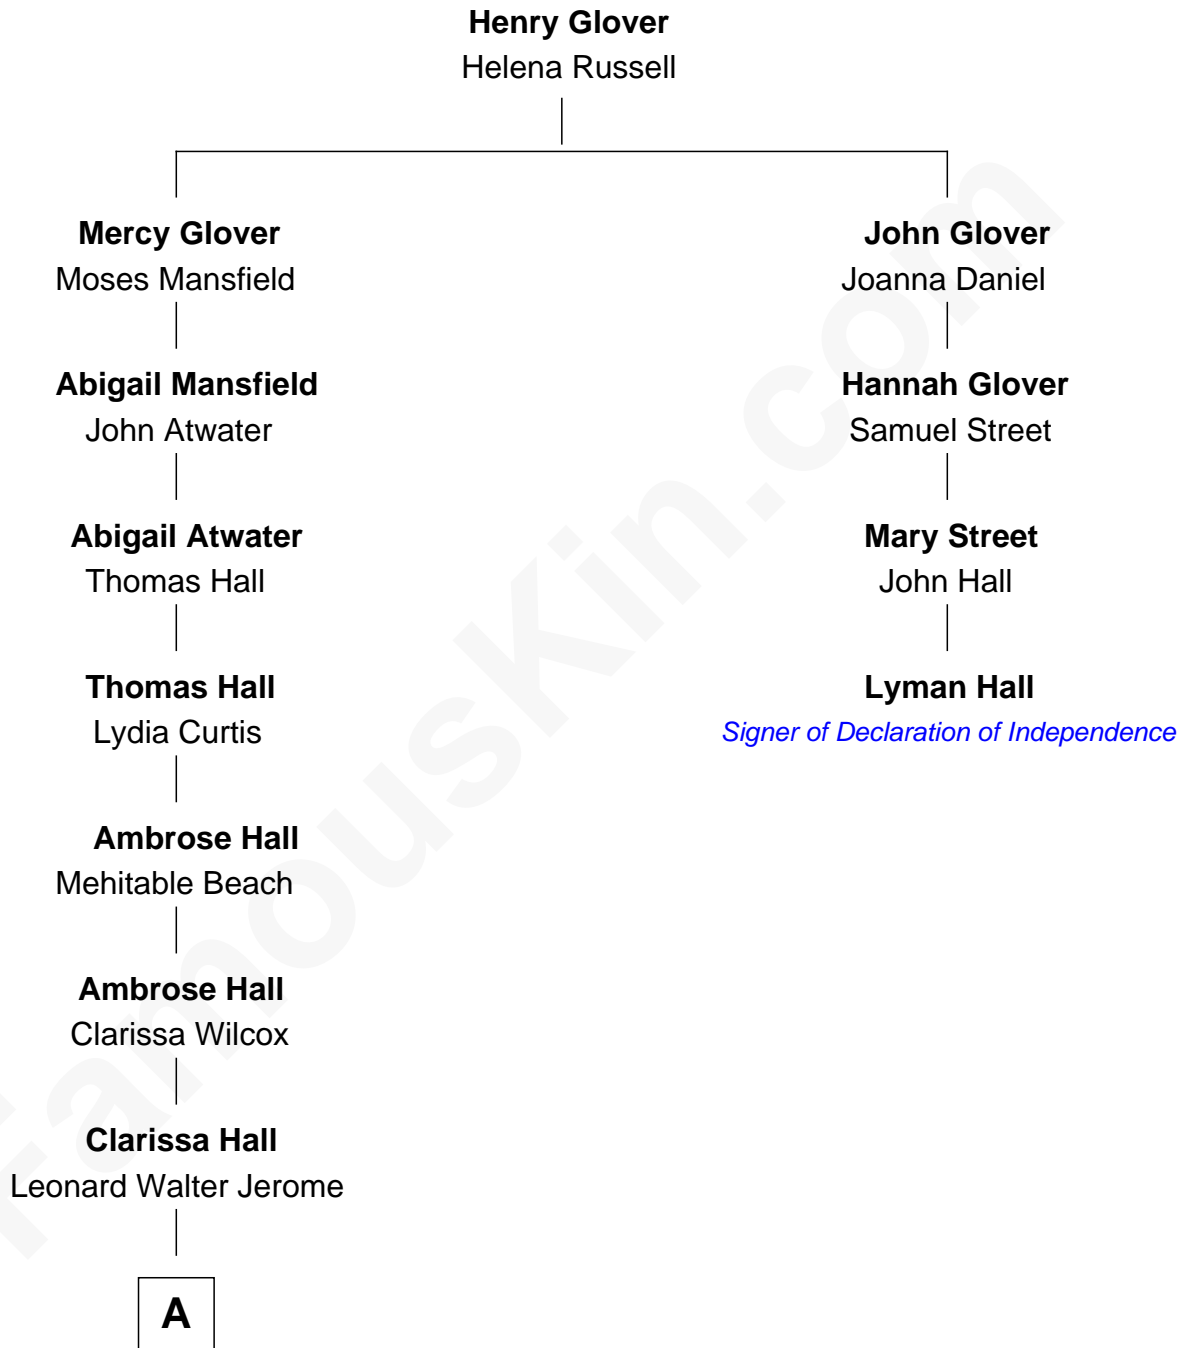 Henry Glover
Helena Russell
Mercy Glover
Moses Mansfield
John Glover
Joanna Daniel
Abigail Mansfield
John Atwater
Hannah Glover
Samuel Street
Abigail Atwater
Thomas Hall
Mary Street
John Hall
Thomas Hall
Lydia Curtis
Lyman Hall
Signer of Declaration of Independence
Ambrose Hall
Mehitable Beach
Ambrose Hall
Clarissa Wilcox
Clarissa Hall
Leonard Walter Jerome
A
FamousKin.com